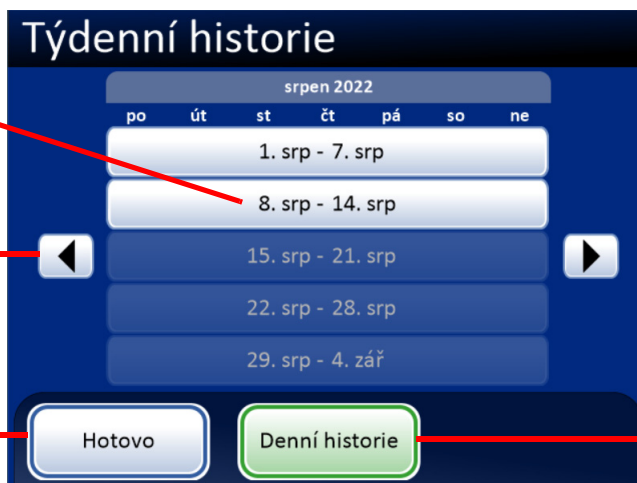 Týdenní historie
srpen 2022
po út st čt pá so ne
1. srp - 7. srp
8. srp - 14. srp
15. srp - 21. srp
22. srp - 28. srp
29. srp - 4. zář
Hotovo Denní historie